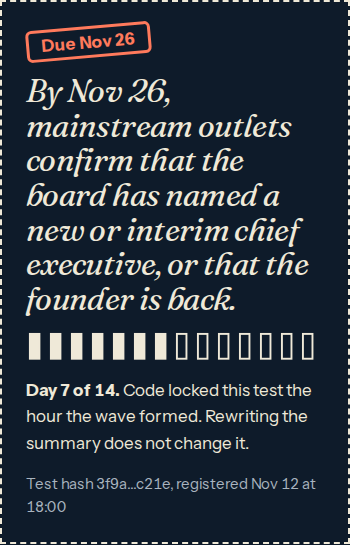 Due Nov 26
By Nov 26,
mainstream outlets
confirm that the
board has named a
new or interim chief
executive, or that the
founder is back.
Day 7 of 14. Code locked this test the
hour the wave formed. Rewriting the
summary does not change it.
Test hash 3f9a…c21e, registered Nov 12 at
18:00